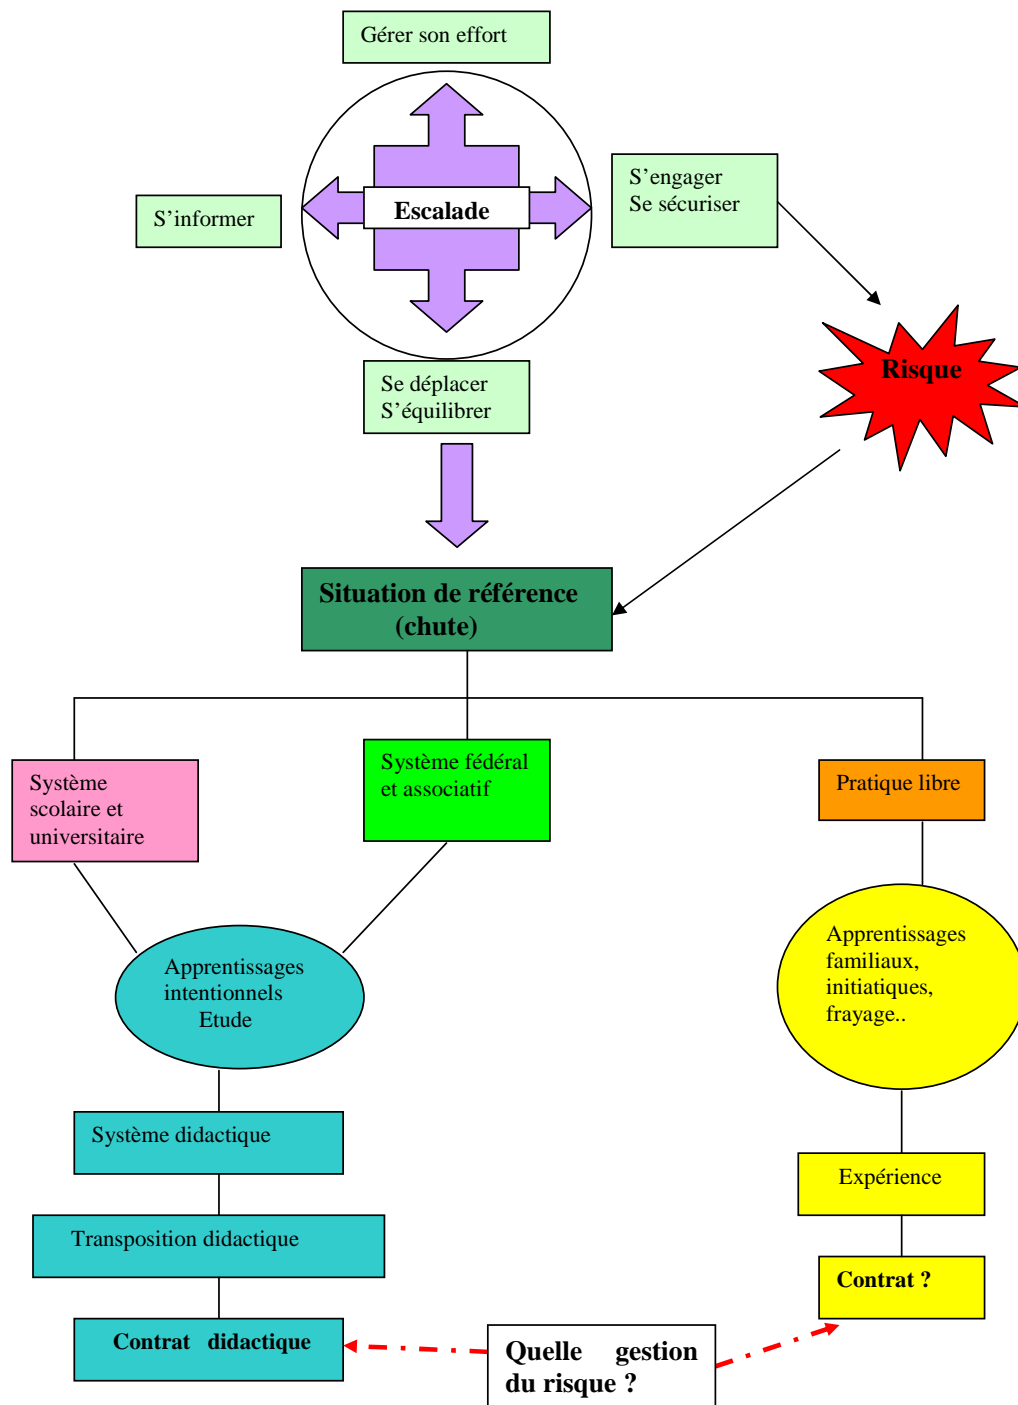 Gérer son effort
S'informer
Escalade
S'engager
Se sécuriser
Se déplacer
S'équilibrer
Risque
Situation de référence
(chute)
Système
scolaire et
universitaire
Système fédéral
et associatif
Pratique libre
Apprentissages
intentionnels
Etude
Apprentissages
familiaux,
initiatiques,
frayage..
Système didactique
Expérience
Transposition didactique
Contrat ?
Contrat didactique
Quelle gestion
du risque ?